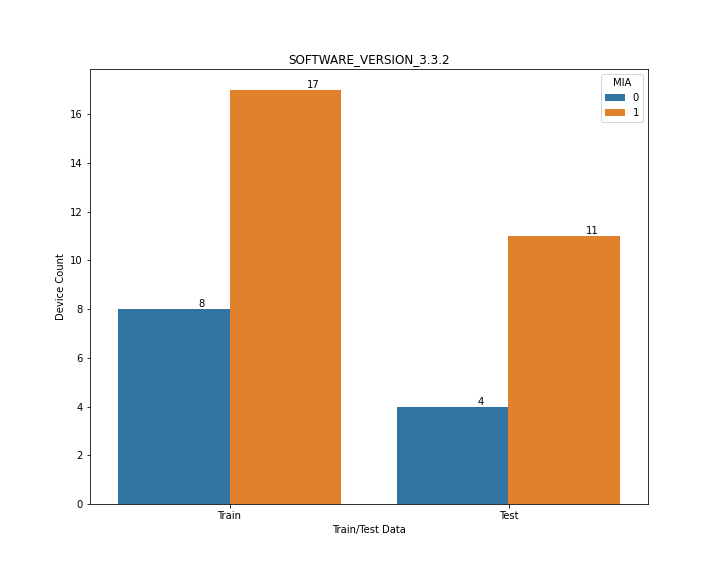 SOFTWARE_VERSION_3.3.2
MIA
0
1
17
8
11
4
16
14
12
10
8
6
4
2
0
Device Count
Train
Test
Train/Test Data